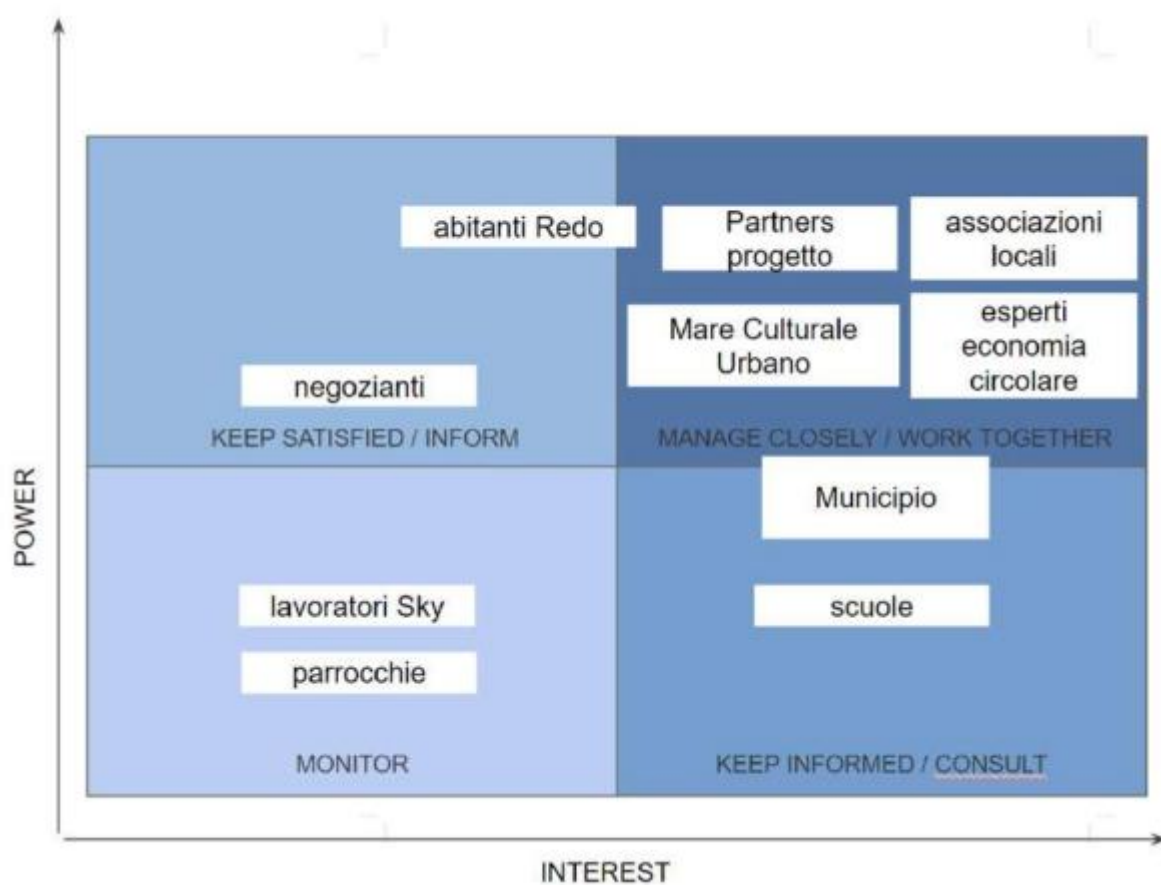 POWER
abitanti Redo
Partners
progetto
associazioni
locali
Mare Culturale
Urbano
esperti
economia
circolare
negozianti
KEEP SATISFIED / INFORM
MANAGE CLOSELY / WORK TOGETHER
Municipio
lavoratori Sky
scuole
parrocchie
MONITOR
KEEP INFORMED / CONSULT
INTEREST